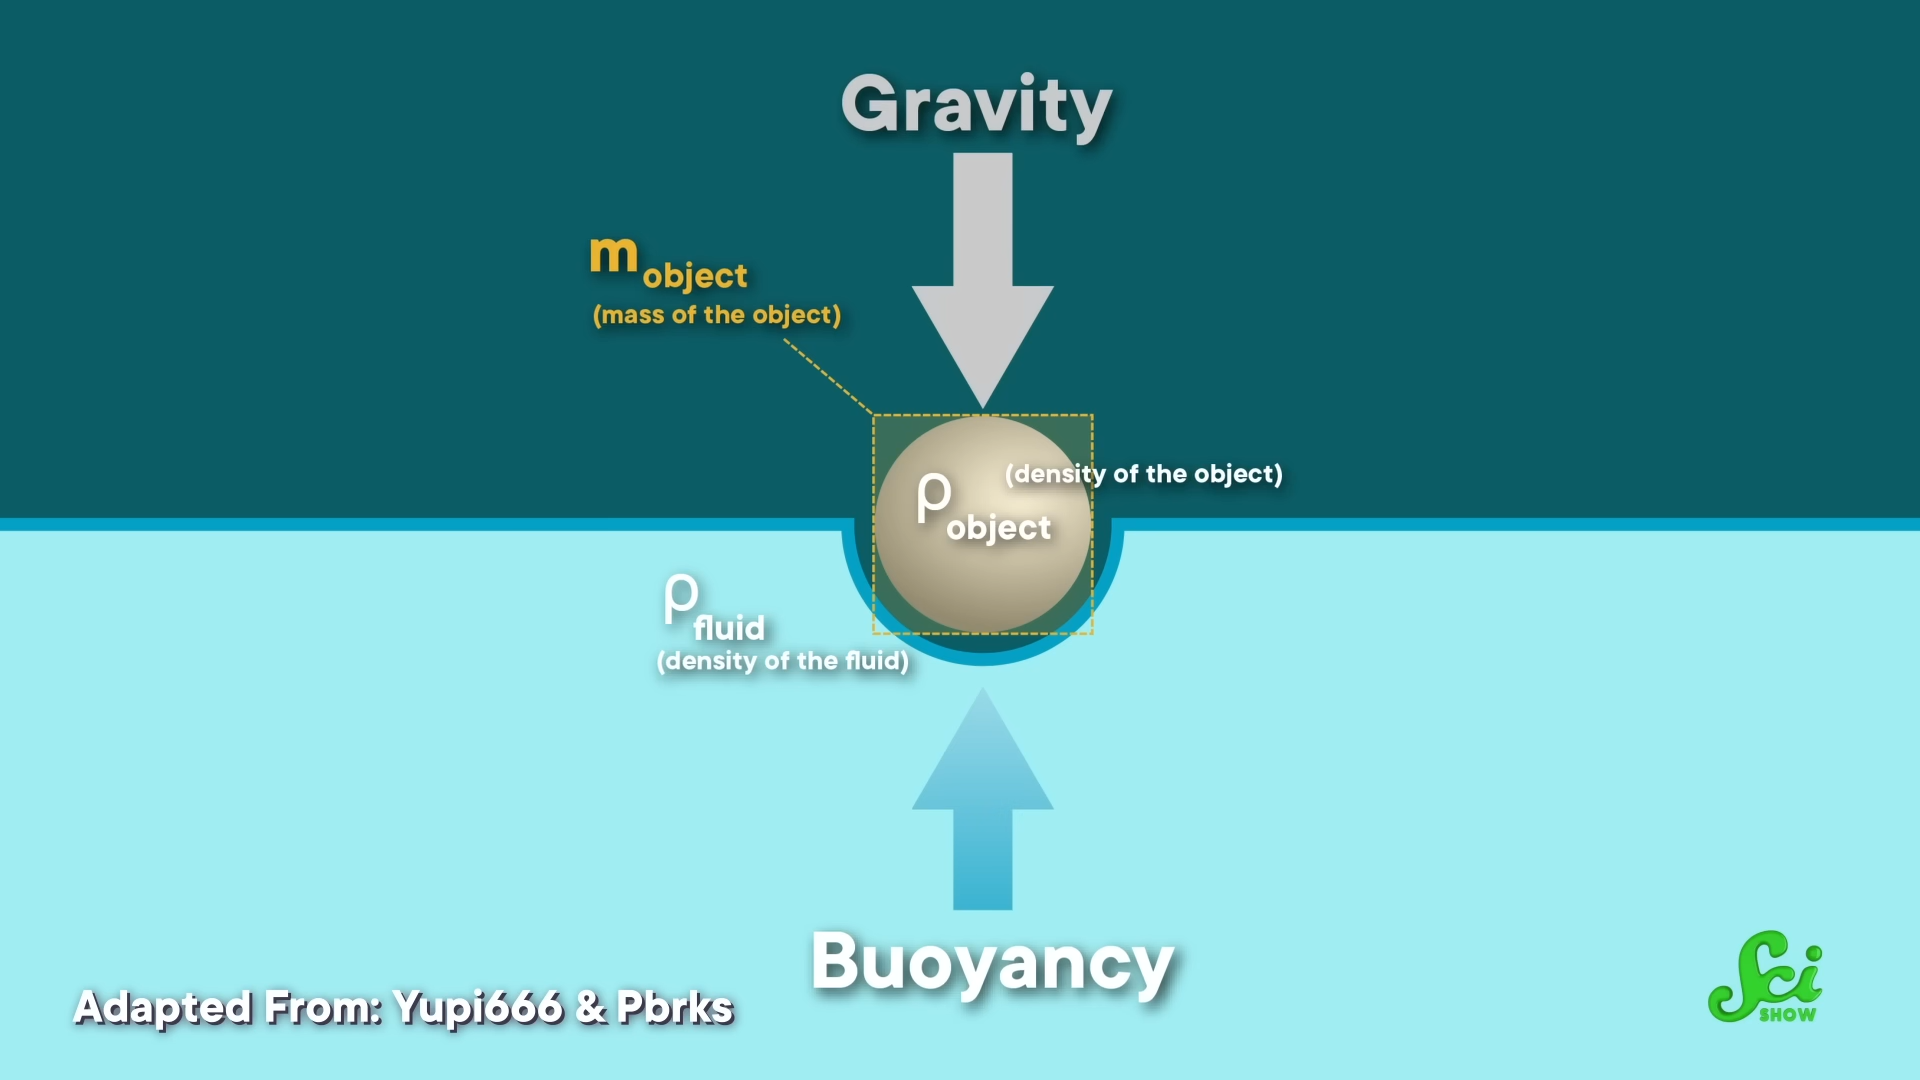 Gravity
m object
(mass of the object)
(density of the object)
ρ object
ρ fluid
(density of the fluid)
Buoyancy
Adapted From: Yupi666 & Pbrks
Sci
SHOW